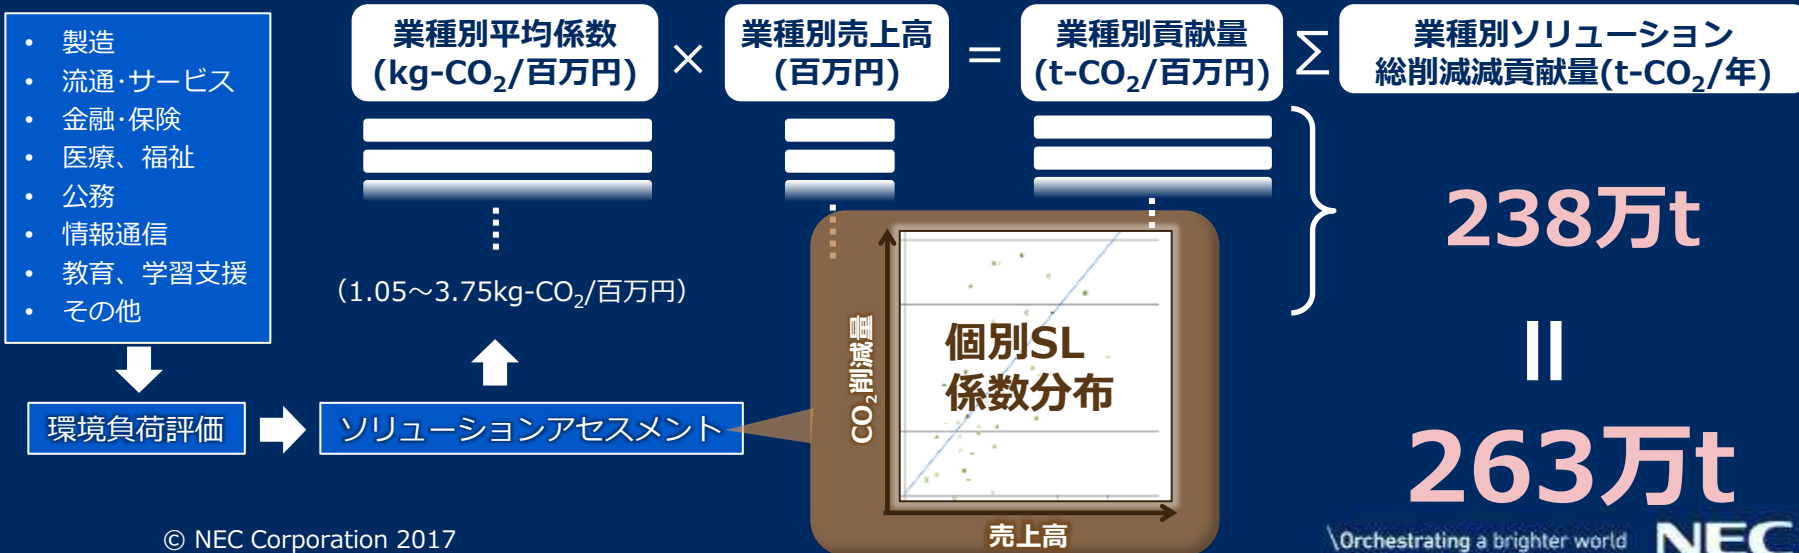 • 製造
• 流通・サービス
• 金融・保険
• 医療、福祉
• 公務
• 情報通信
• 教育、学習支援
• その他
業種別平均係数
(kg-CO₂/百万円)
×
業種別売上高
(百万円)
=
業種別貢献量
(t-CO₂/百万円)
Σ
業種別ソリューション
総削減減貢献量(t-CO₂/年)
(1.05～3.75kg-CO₂/百万円)
環境負荷評価
ソリューションアセスメント
CO₂削減量
個別SL
係数分布
売上高
238万t
=
263万t
© NEC Corporation 2017
\Orchestrating a brighter world
NEC